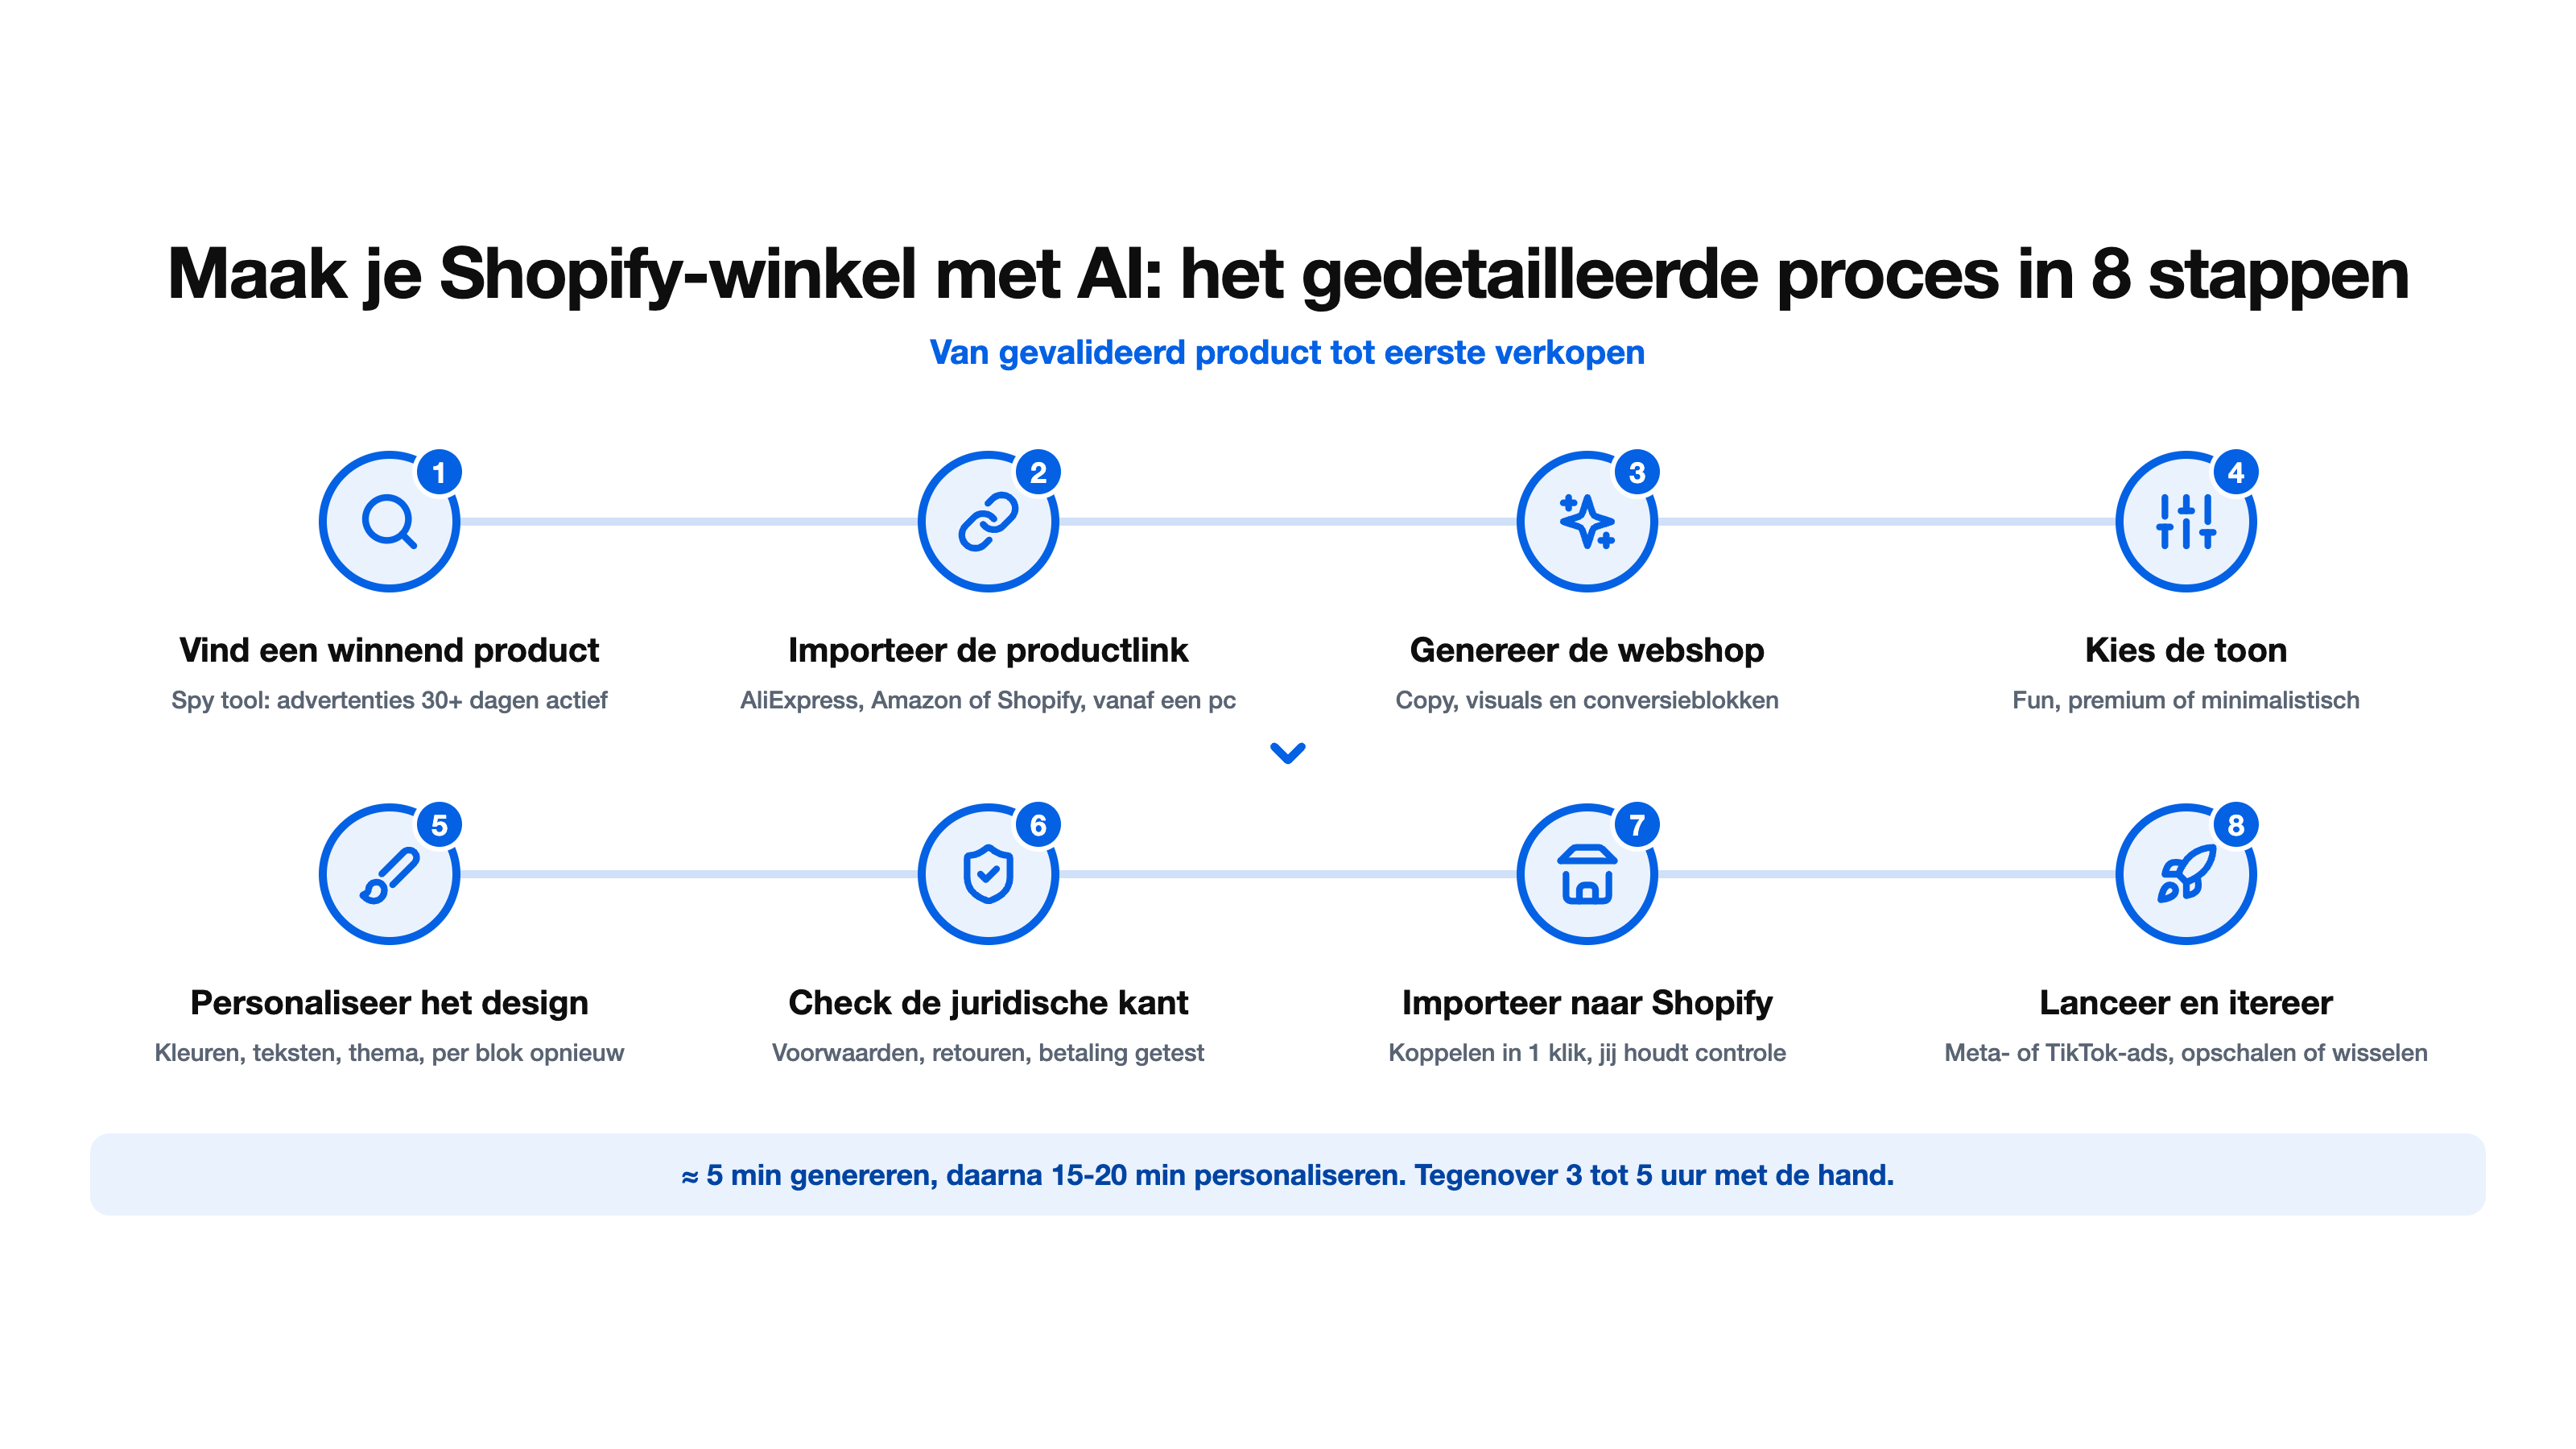 Maak je Shopify-winkel met AI: het gedetailleerde proces in 8 stappen
Van gevalideerd product tot eerste verkopen
1
Vind een winnend product
Spy tool: advertenties 30+ dagen actief
2
Importeer de productlink
AliExpress, Amazon of Shopify, vanaf een pc
3
Genereer de webshop
Copy, visuals en conversieblokken
4
Kies de toon
Fun, premium of minimalistisch
5
Personaliseer het design
Kleuren, teksten, thema, per blok opnieuw
6
Check de juridische kant
Voorwaarden, retouren, betaling getest
7
Importeer naar Shopify
Koppelen in 1 klik, jij houdt controle
8
Lanceer en itereer
Meta- of TikTok-ads, opschalen of wisselen
≈ 5 min genereren, daarna 15-20 min personaliseren. Tegenover 3 tot 5 uur met de hand.